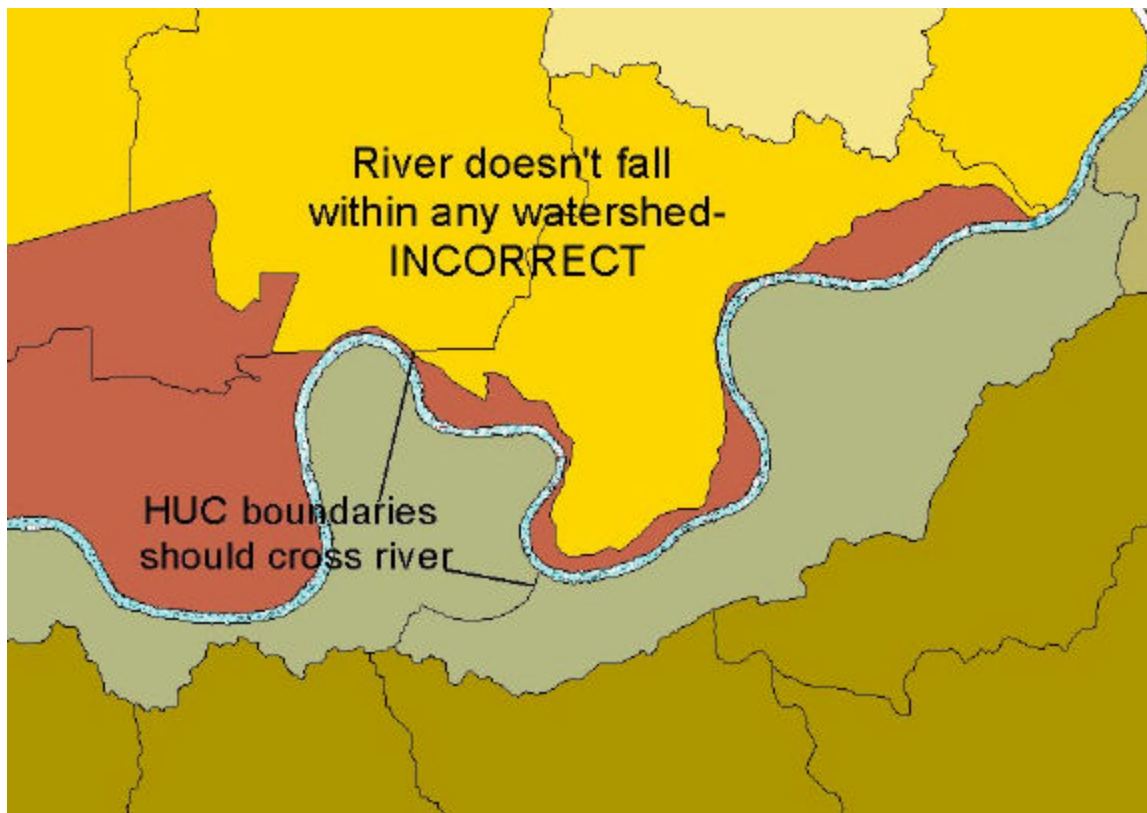 River doesn't fall
within any watershed-
INCORRECT
HUC boundaries
should cross river